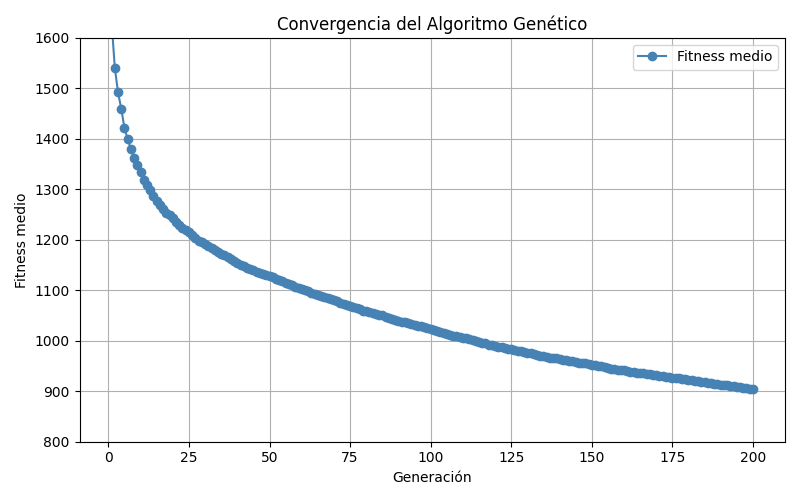 Convergencia del Algoritmo Genético
Fitness medio
1600
1500
1400
1300
1200
1100
1000
900
800
Fitness medio
0 25 50 75 100 125 150 175 200
Generación